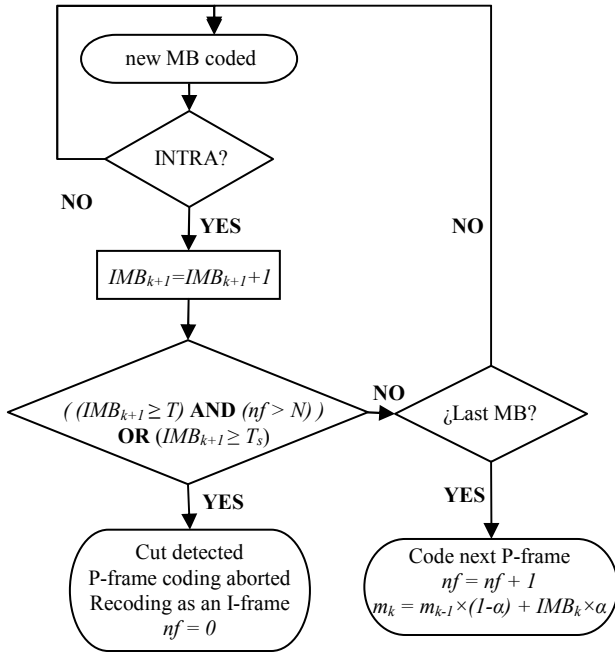 new MB coded
INTRA?
NO
YES
NO
IMBₖ₊₁=IMBₖ₊₁+1
( (IMBₖ₊₁ ≥ T) AND (nf > N) )
OR (IMBₖ₊₁ ≥ Tₛ)
NO
¿Last MB?
YES
YES
Cut detected
P-frame coding aborted
Recoding as an I-frame
nf = 0
Code next P-frame
nf = nf + 1
mₖ = mₖ₋₁×(1-α) + IMBₖ×α